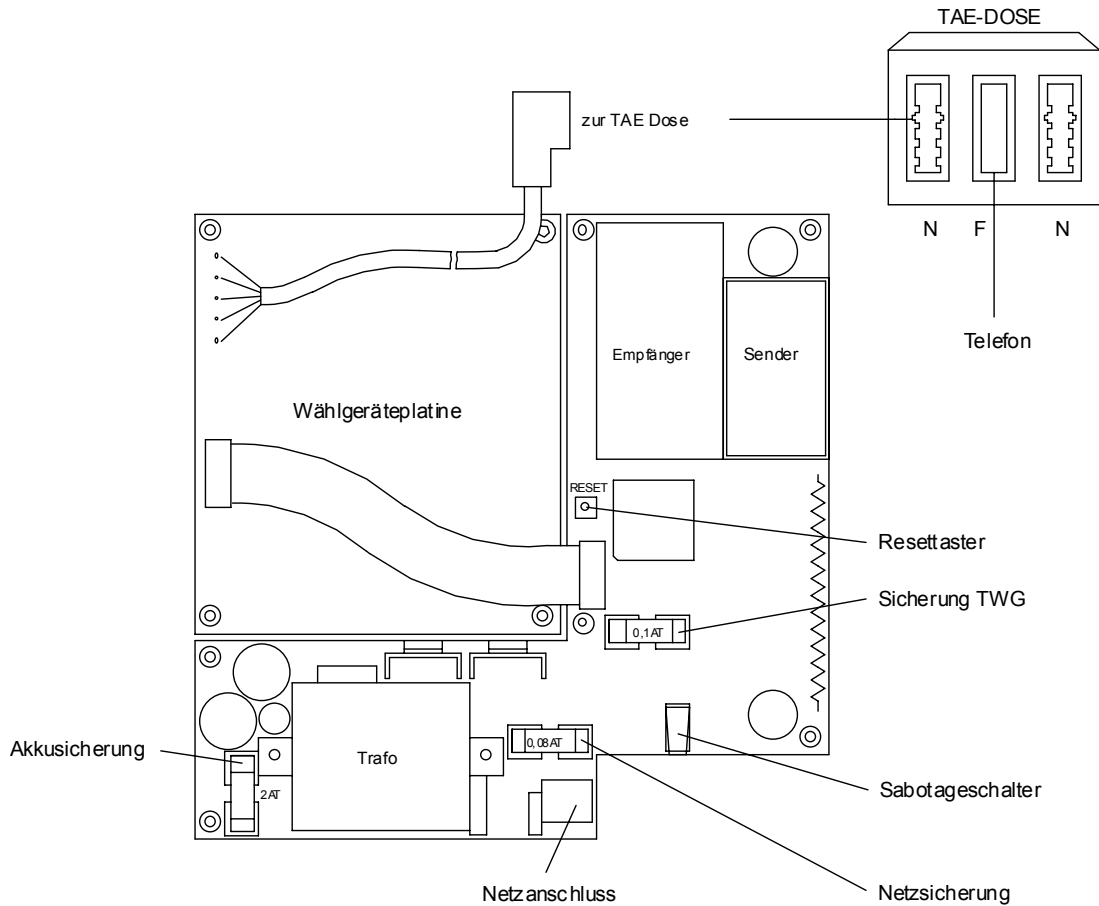 TAE-DOSE
zur TAE Dose
N F N
Telefon
Empfänger
Sender
Wählgeräteplatine
RESET
Resettaster
Sicherung TWG
0,1AT
Akkusicherung
Trafo
0,08AT
2AT
Sabotageschalter
Netzanschluss
Netzsicherung